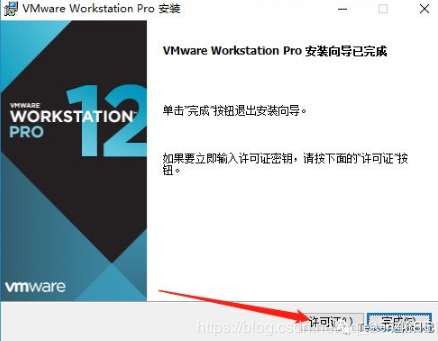 VMware Workstation Pro 安装
VMware Workstation Pro 安装向导已完成
单击"完成"按钮退出安装向导。
如果要立即输入许可证密钥，请按下面的"许可证"按
钮。
VMWARE
WORKSTATION
PRO
12
vmware
许可证(L)
完成(F)
https://blog.csdn.net